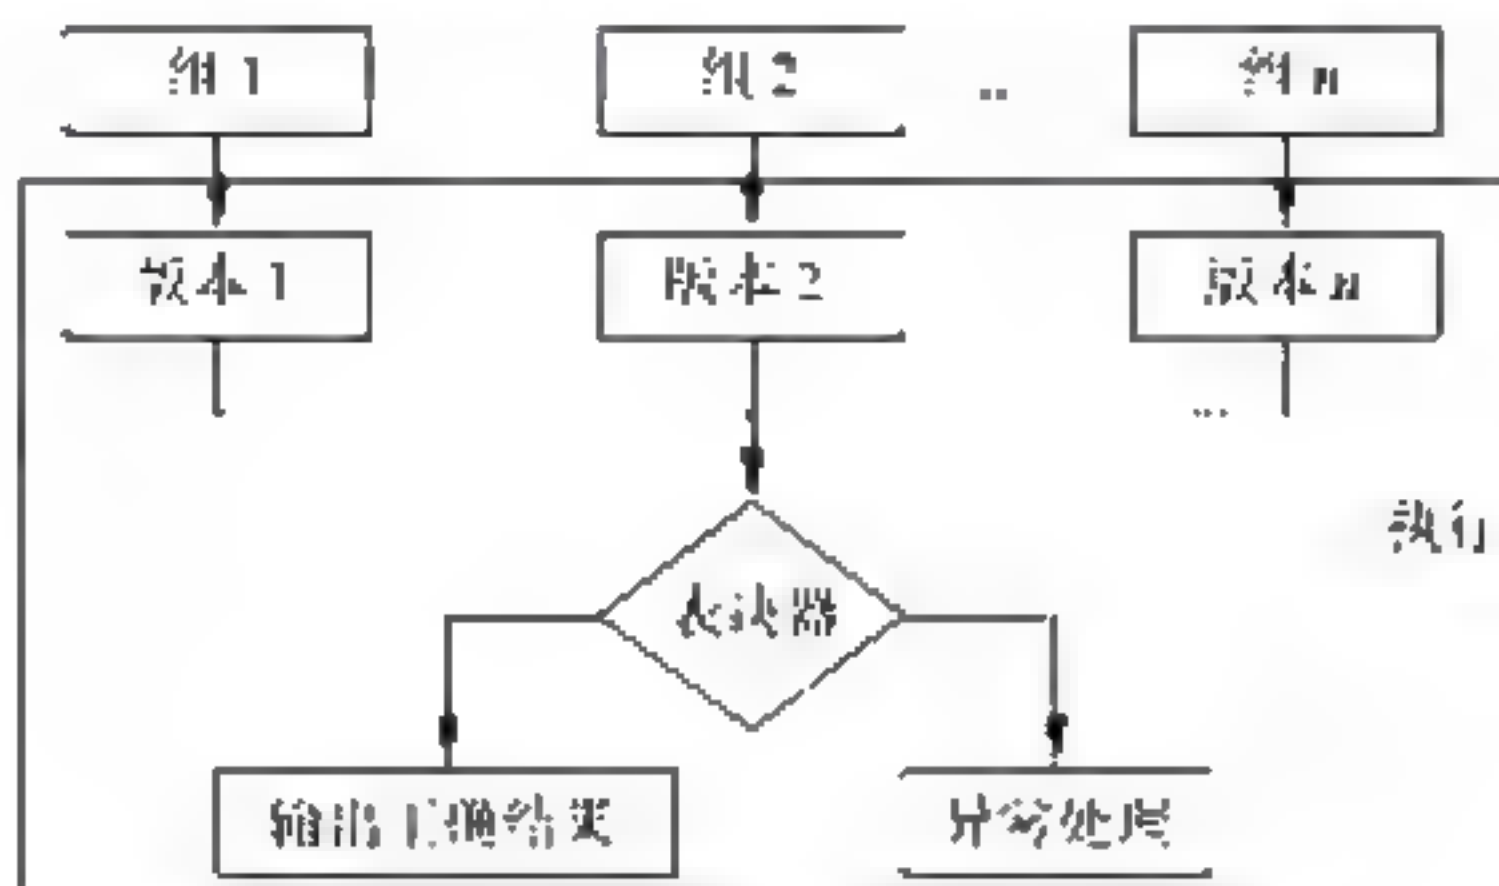 组 1 组 2 .. 组 n
版本 1 版本 2 版本 n
...
执行
表决器
输出正确结果 异常处理